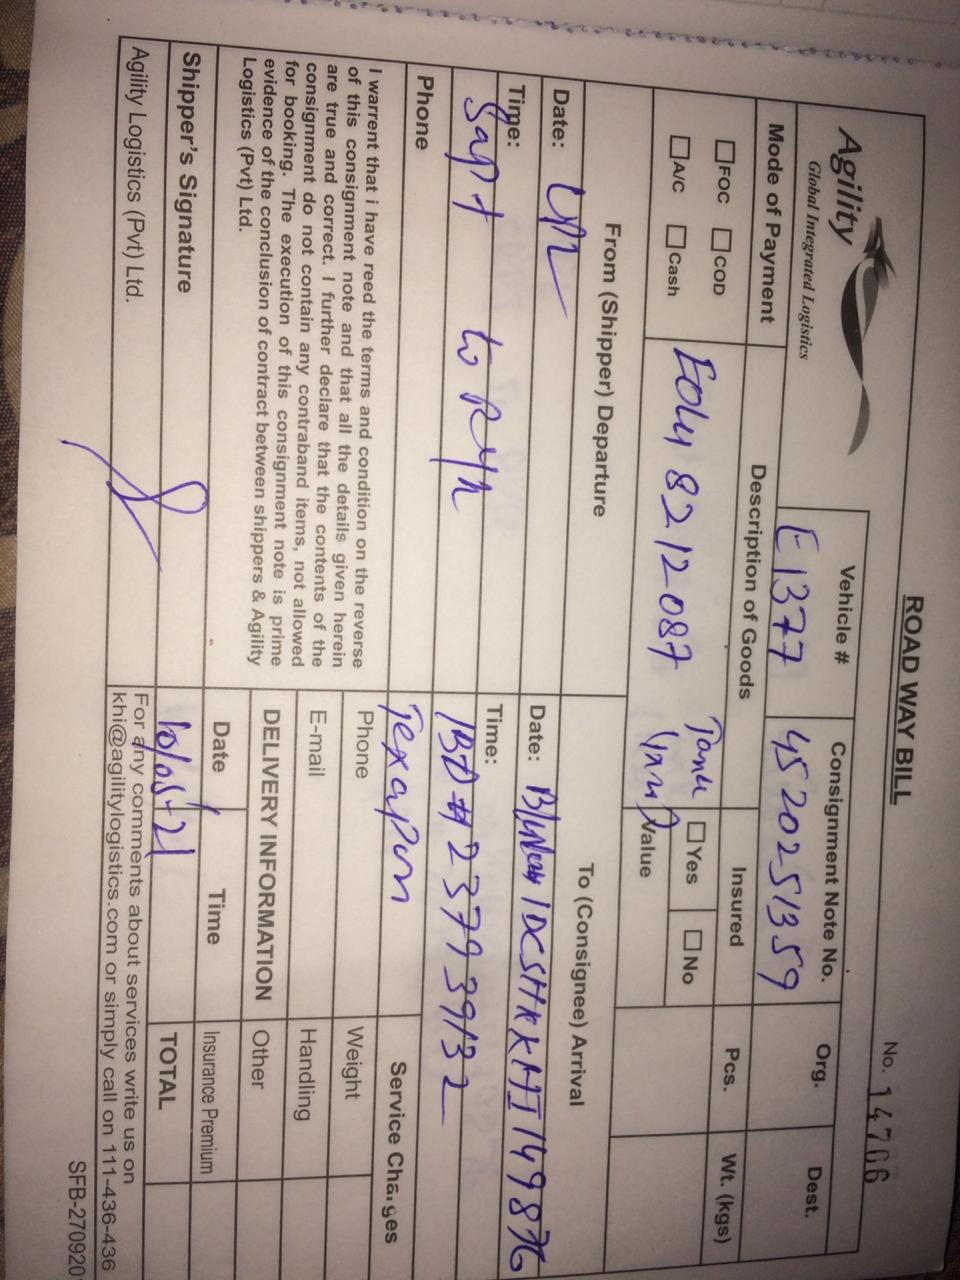 ROAD WAY BILL
No. 14706
Agility
Global Integrated Logistics
Vehicle #
E1377
Consignment Note No.
4520251359
Org.
Dest.
Mode of Payment
FOC
COD
A/C
Cash
Description of Goods
8212087
Insured
Yes
No
Value
Pcs.
Wt. (kgs)
From (Shipper) Departure
Date:
Time:
Sapt to Ryk
Phone
To (Consignee) Arrival
Date: IDCSHKKHI149876
Time:
IBD # 237939132
Texapon
Phone
E-mail
Service Charges
Weight
Handling
Other
Insurance Premium
TOTAL
I warrent that i have reed the terms and condition on the reverse
of this consignment note and that all the details given herein
are true and correct. I further declare that the contents of the
consignment do not contain any contraband items, not allowed
for booking. The execution of this consignment note is prime
evidence of the conclusion of contract between shippers & Agility
Logistics (Pvt) Ltd.
DELIVERY INFORMATION
Date
Time
10/05-21
Shipper's Signature
Agility Logistics (Pvt) Ltd.
For any comments about services write us on
khi@agilitylogistics.com or simply call on 111-436-436
SFB-270920